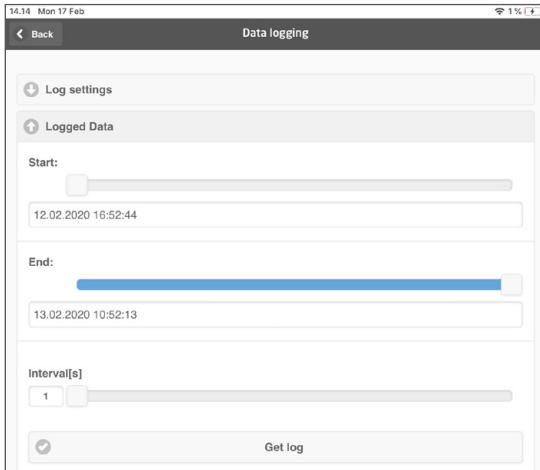 14.14 Mon 17 Feb 1 %
Back Data logging
Log settings
Logged Data
Start:
12.02.2020 16:52:44
End:
13.02.2020 10:52:13
Interval[s]
1
Get log